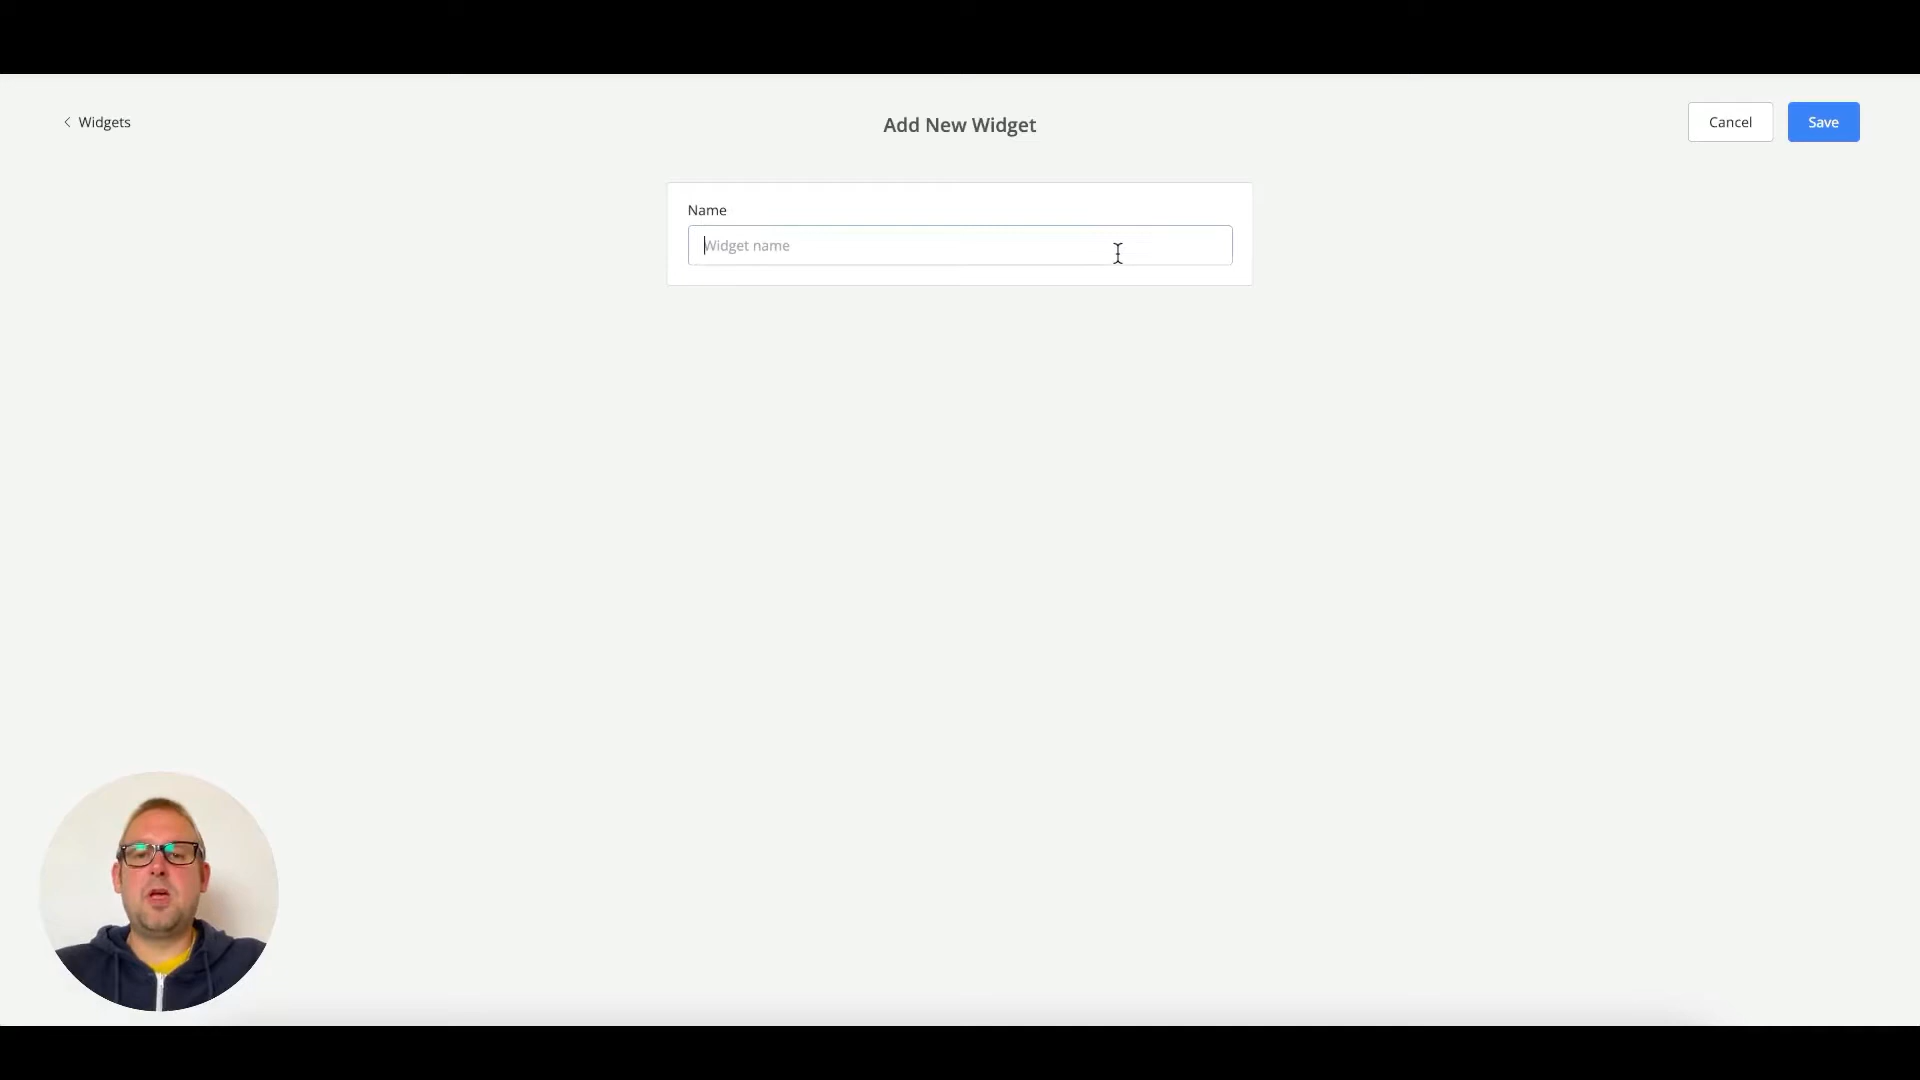 Widgets
Add New Widget
Cancel
Save
Name
Widget name